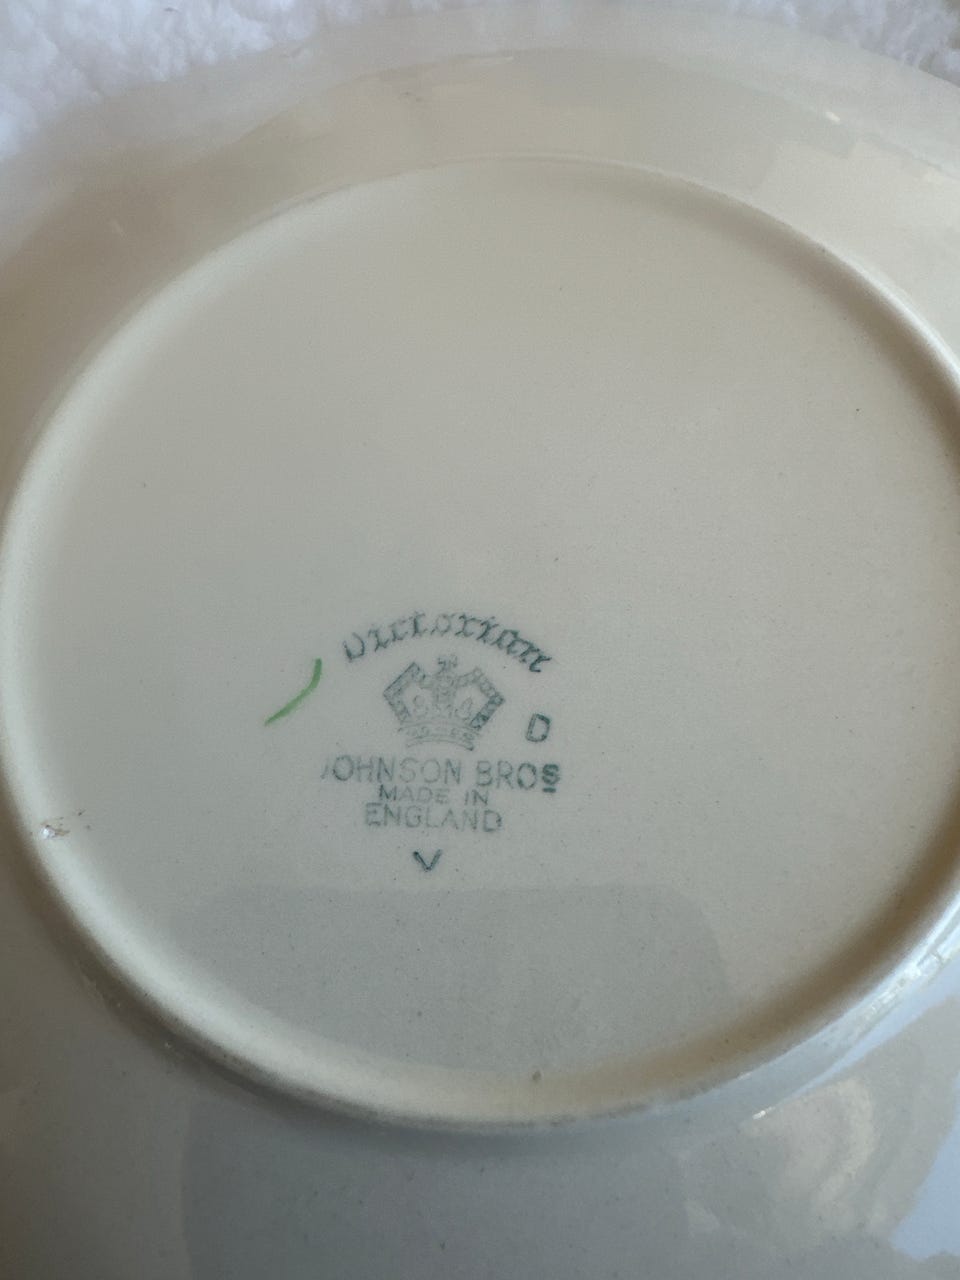 Victorian
D
JOHNSON BROS
MADE IN
ENGLAND
V